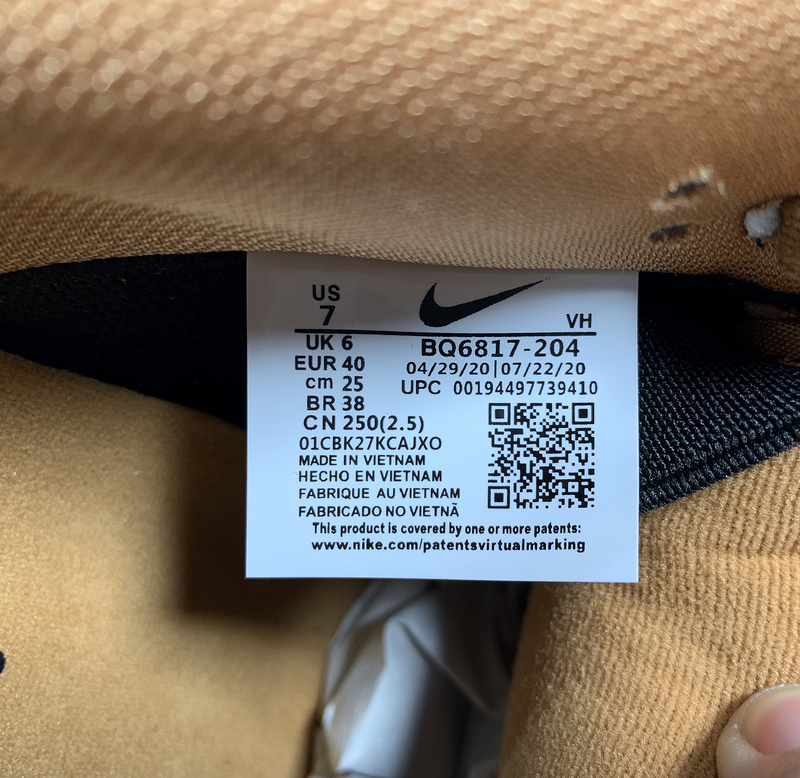 US
7
VH
UK 6
BQ6817-204
EUR 40
04/29/20|07/22/20
cm 25
UPC 00194497739410
BR 38
CN 250(2.5)
01CBK27KCAJXO
MADE IN VIETNAM
HECHO EN VIETNAM
FABRIQUE AU VIETNAM
FABRICADO NO VIETNÃ
This product is covered by one or more patents:
www.nike.com/patentsvirtualmarking